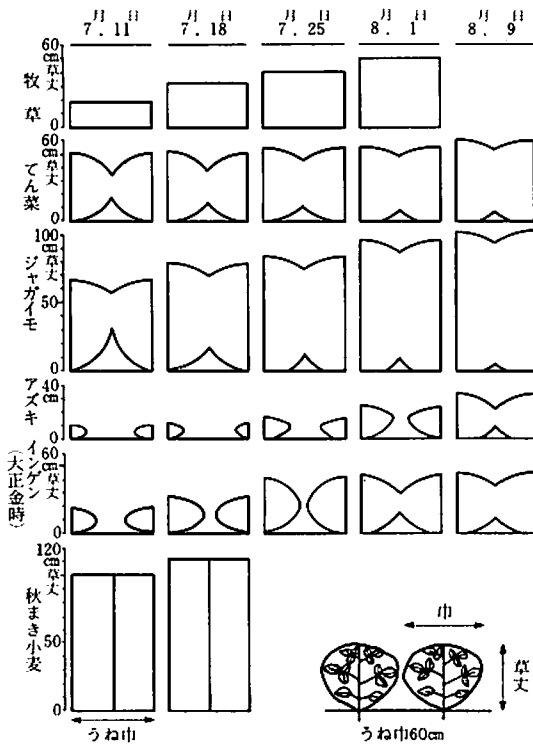 月 日 月 日 月 日 月 日 月 日
7.11 7.18 7.25 8.1 8.9
牧草
60
cm
草丈
0
てん菜
60
cm
草丈
0
ジャガイモ
100
cm
草丈
50
0
アズキ
40
cm
0
インゲン
(大正金時)
60
cm
草丈
0
秋まき小麦
120
cm
草丈
50
0
うね巾
巾
草丈
うね巾60cm